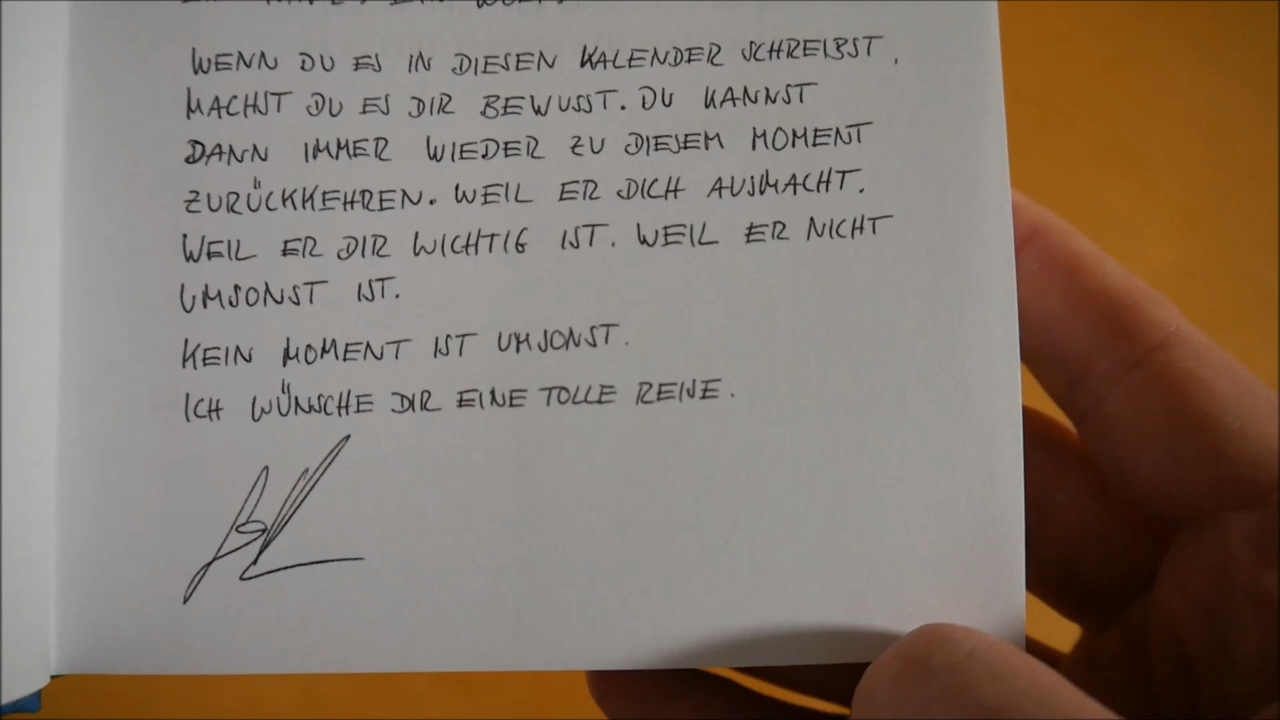 WENN DU ES IN DIESEN KALENDER SCHREIBST,
MACHST DU ES DIR BEWUSST. DU KANNST
DANN IMMER WIEDER ZU DIESEM MOMENT
ZURÜCKKEHREN. WEIL ER DICH AUSMACHT.
WEIL ER DIR WICHTIG IST. WEIL ER NICHT
UMSONST IST.
KEIN MOMENT IST UMSONST.
ICH WÜNSCHE DIR EINE TOLLE REISE.